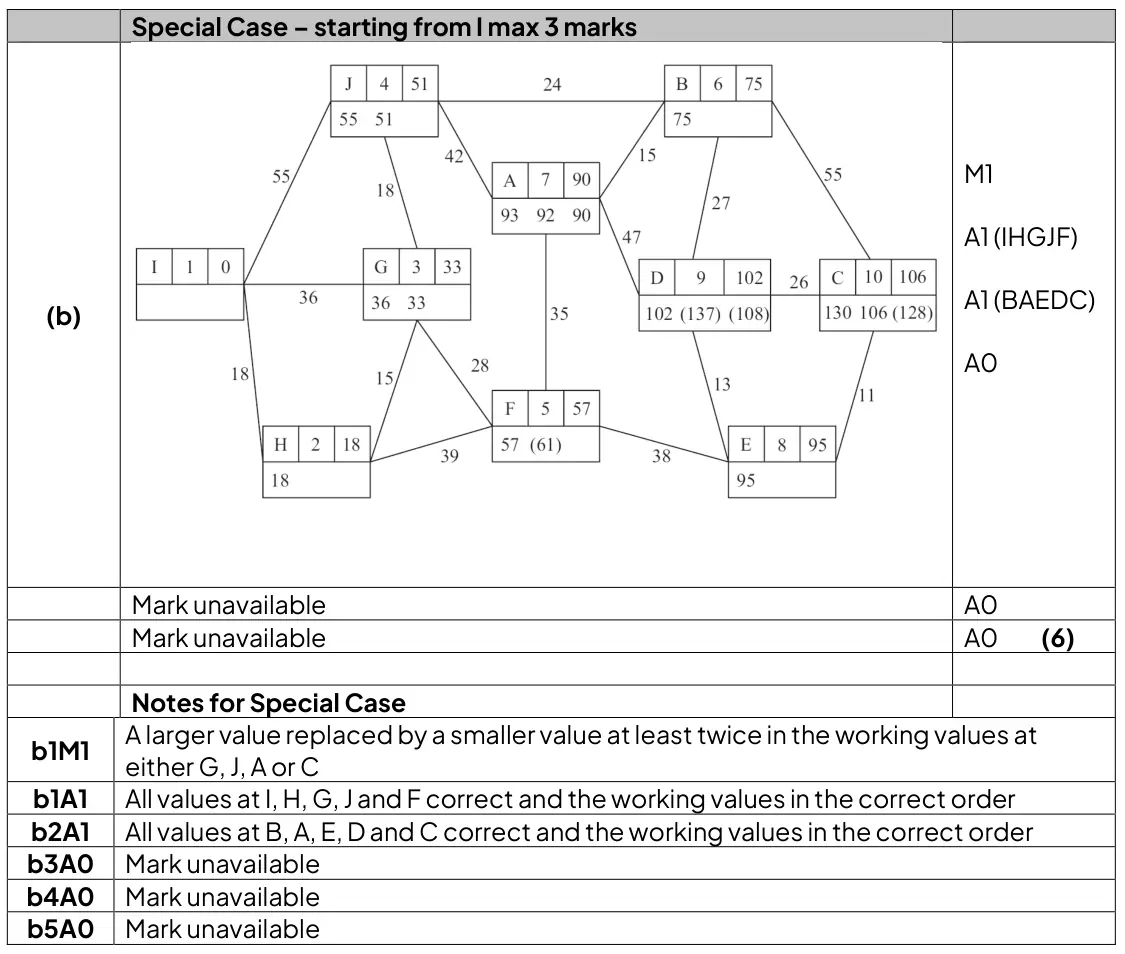 Special Case – starting from I max 3 marks
(b)
J 4 51
55 51
24
B 6 75
75
55
42
18
15
27
55
A 7 90
93 92 90
47
I 1 0
36
G 3 33
36 33
35
D 9 102
102 (137) (108)
26
C 10 106
130 106 (128)
18
15
28
13
11
F 5 57
57 (61)
H 2 18
18
39
38
E 8 95
95
M1
A1 (IHGJF)
A1 (BAEDC)
A0
Mark unavailable A0
Mark unavailable A0 (6)
Notes for Special Case
b1M1 A larger value replaced by a smaller value at least twice in the working values at
either G, J, A or C
b1A1 All values at I, H, G, J and F correct and the working values in the correct order
b2A1 All values at B, A, E, D and C correct and the working values in the correct order
b3A0 Mark unavailable
b4A0 Mark unavailable
b5A0 Mark unavailable